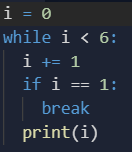 i = 0
while i < 6:
  i += 1
  if i == 1:
    break
  print(i)